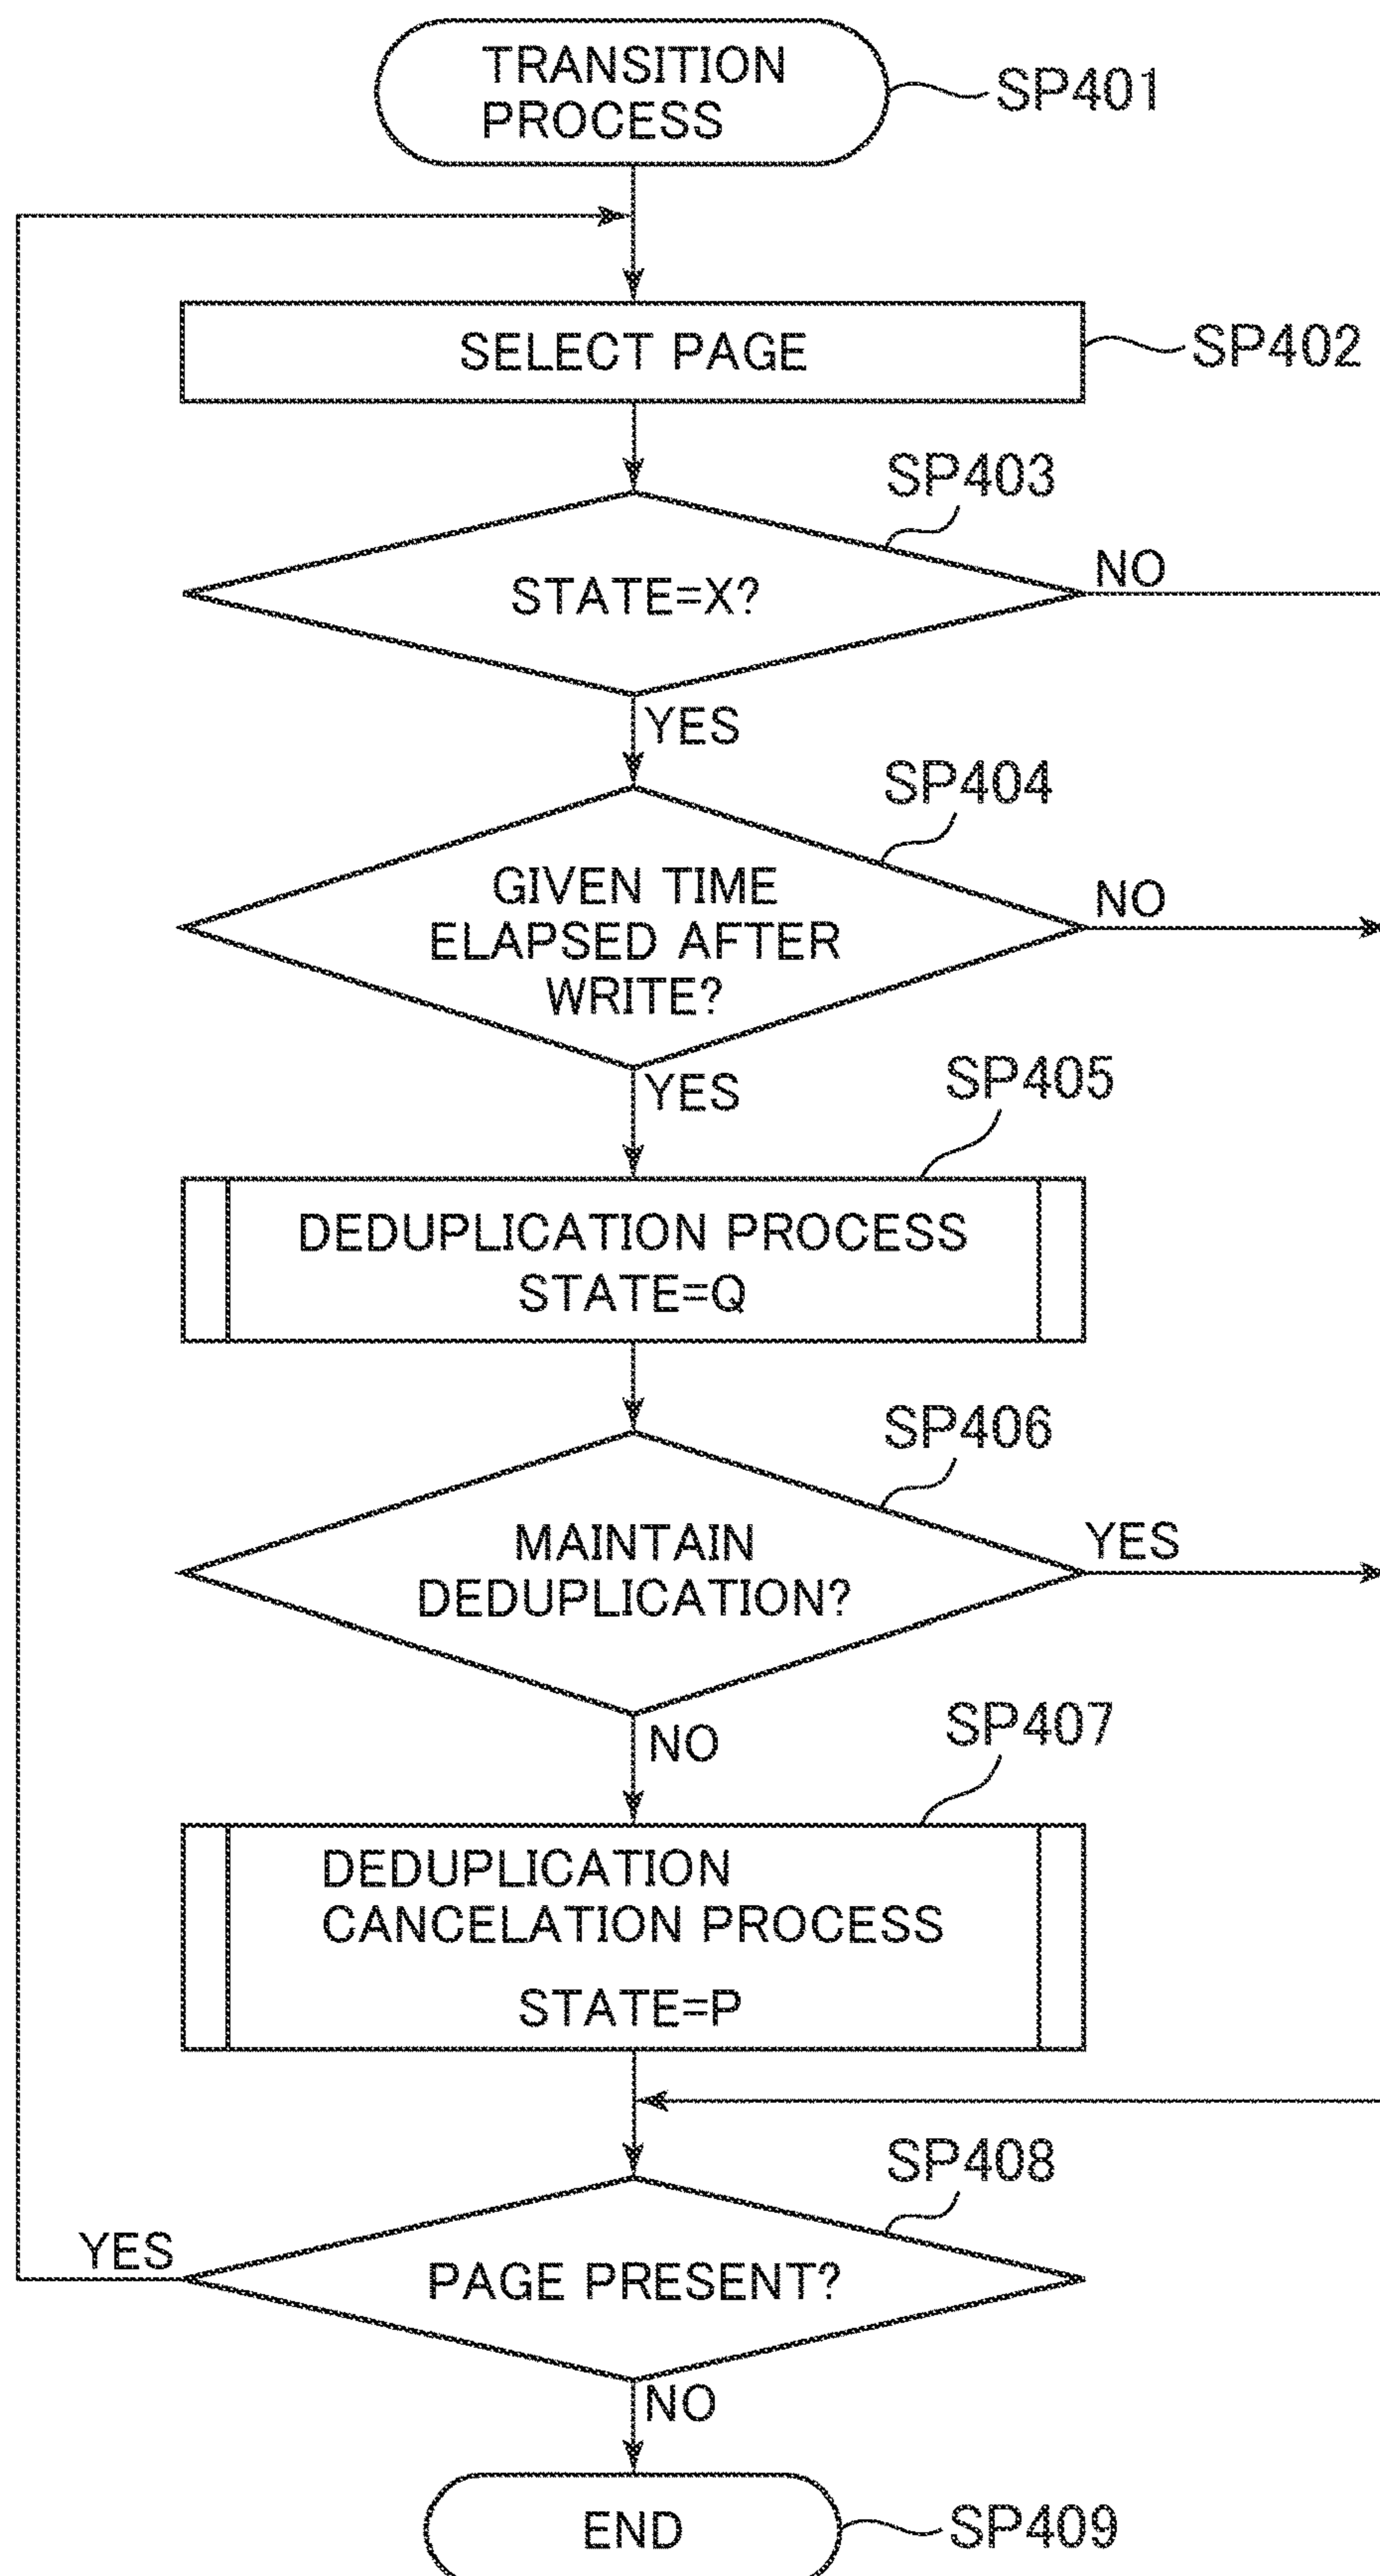 TRANSITION
PROCESS
SP401
SELECT PAGE
SP402
SP403
STATE=X?
NO
YES
SP404
GIVEN TIME
ELAPSED AFTER
WRITE?
NO
YES
SP405
DEDUPLICATION PROCESS
STATE=Q
SP406
MAINTAIN
DEDUPLICATION?
YES
NO
SP407
DEDUPLICATION
CANCELATION PROCESS
STATE=P
SP408
PAGE PRESENT?
YES
NO
END
SP409